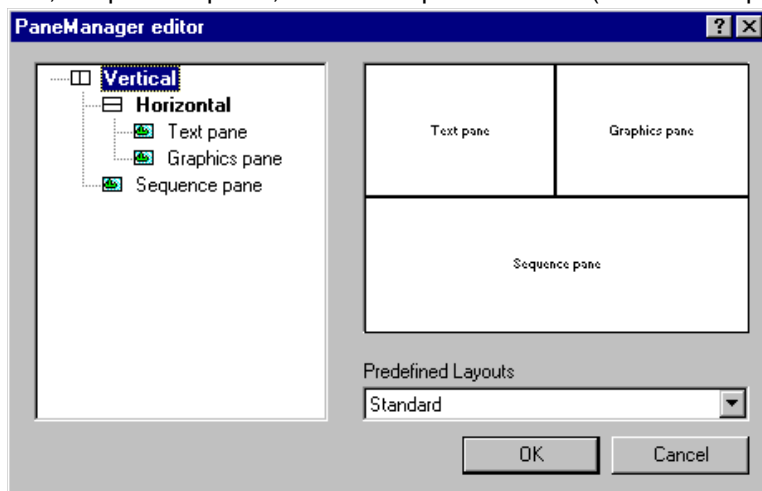 PaneManager editor
Vertical
Horizontal
Text pane
Graphics pane
Sequence pane
Text pane
Graphics pane
Sequence pane
Predefined Layouts
Standard
OK
Cancel